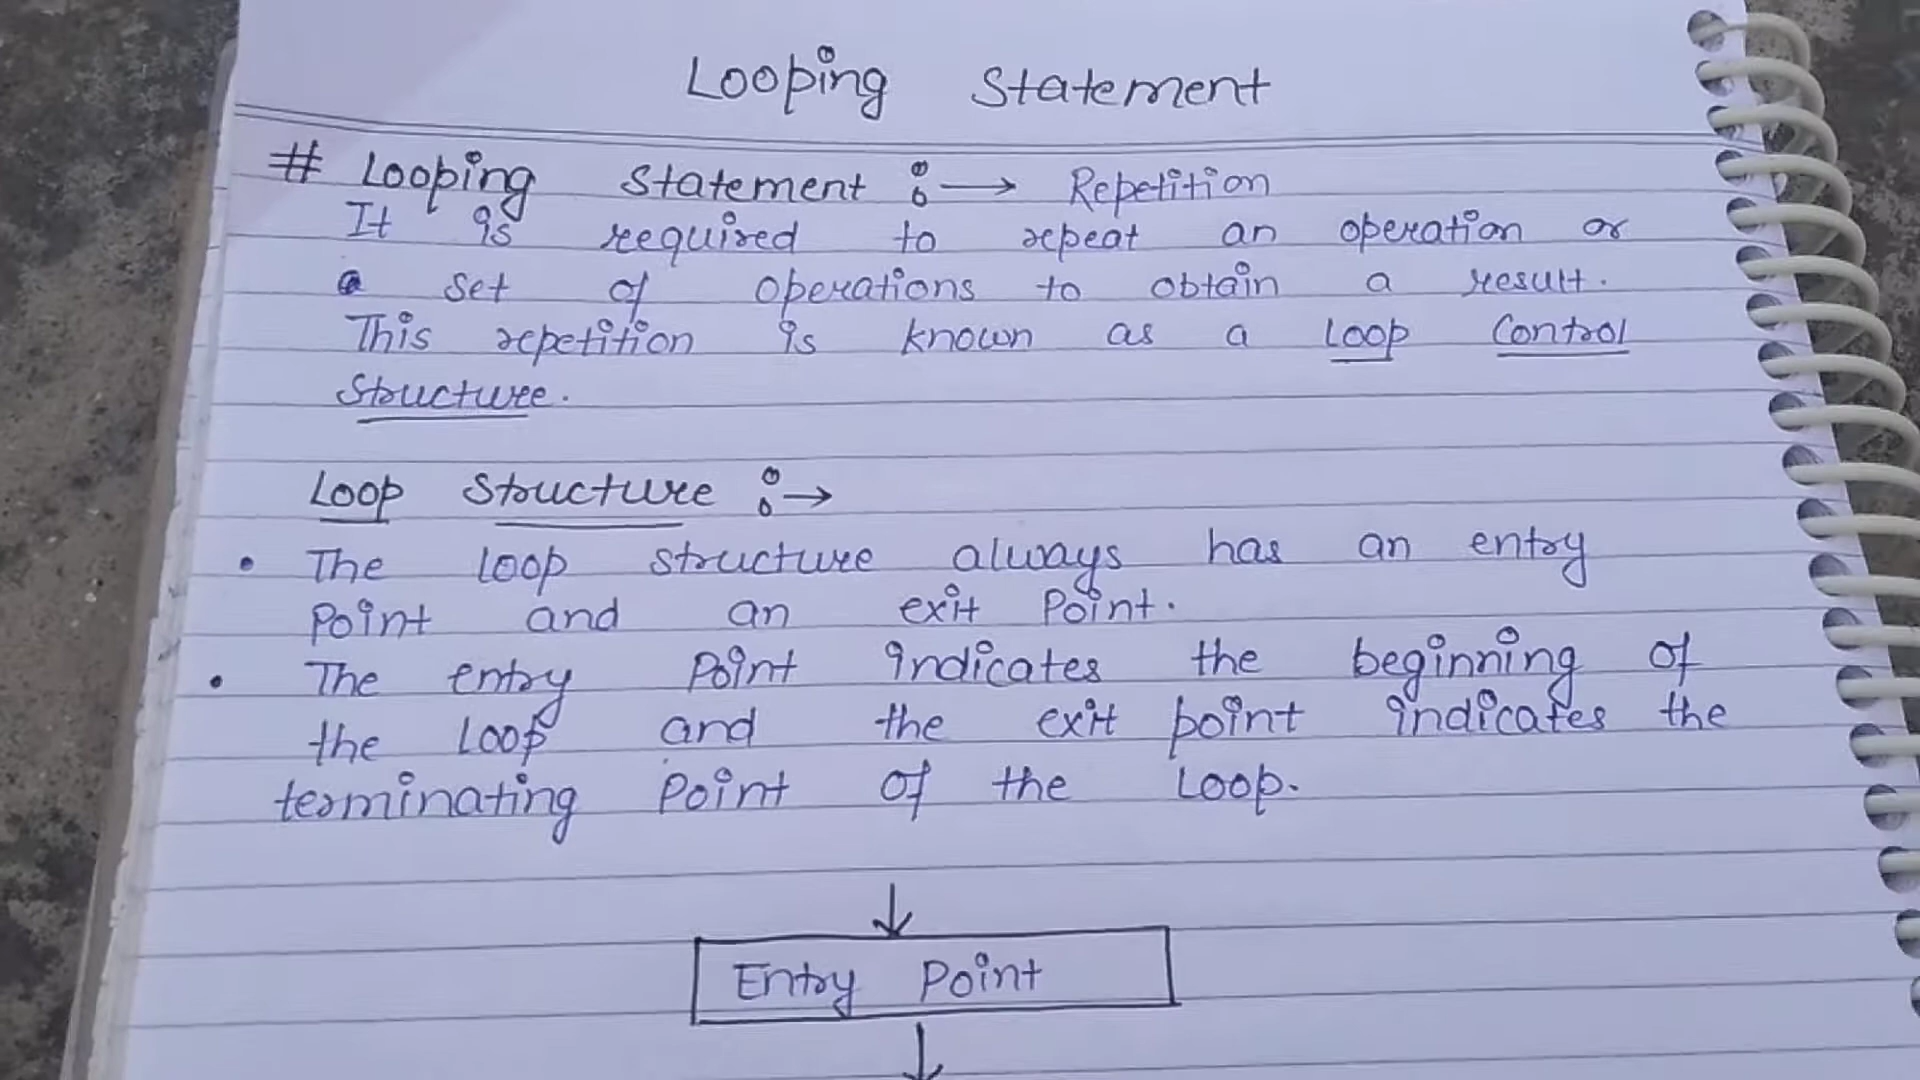 Looping Statement
# Looping Statement :→ Repetition
It is required to repeat an operation or
a set of operations to obtain a result.
This repetition is known as a Loop Control
Structure.
Loop Structure :→
• The loop structure always has an entry
Point and an exit Point.
• The entry Point indicates the beginning of
the Loop and the exit point indicates the
terminating Point of the Loop.
Entry Point